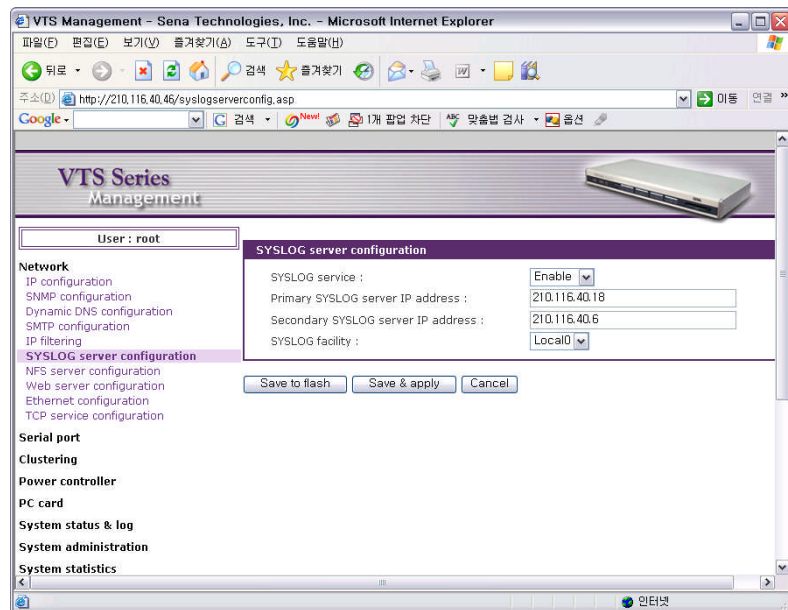 VTS Management - Sena Technologies, Inc. - Microsoft Internet Explorer
파일(F) 편집(E) 보기(V) 즐겨찾기(A) 도구(T) 도움말(H)
뒤로 검색 즐겨찾기
주소(D) http://210.116.40.46/syslogserverconfig.asp 이동 연결 »
Google 검색 New! 1개 팝업 차단 ABC 맞춤법 검사 옵션
VTS Series
Management
User : root
Network
IP configuration
SNMP configuration
Dynamic DNS configuration
SMTP configuration
IP filtering
SYSLOG server configuration
NFS server configuration
Web server configuration
Ethernet configuration
TCP service configuration
Serial port
Clustering
Power controller
PC card
System status & log
System administration
System statistics
SYSLOG server configuration
SYSLOG service : Enable
Primary SYSLOG server IP address : 210.116.40.18
Secondary SYSLOG server IP address : 210.116.40.6
SYSLOG facility : Local0
Save to flash Save & apply Cancel
인터넷